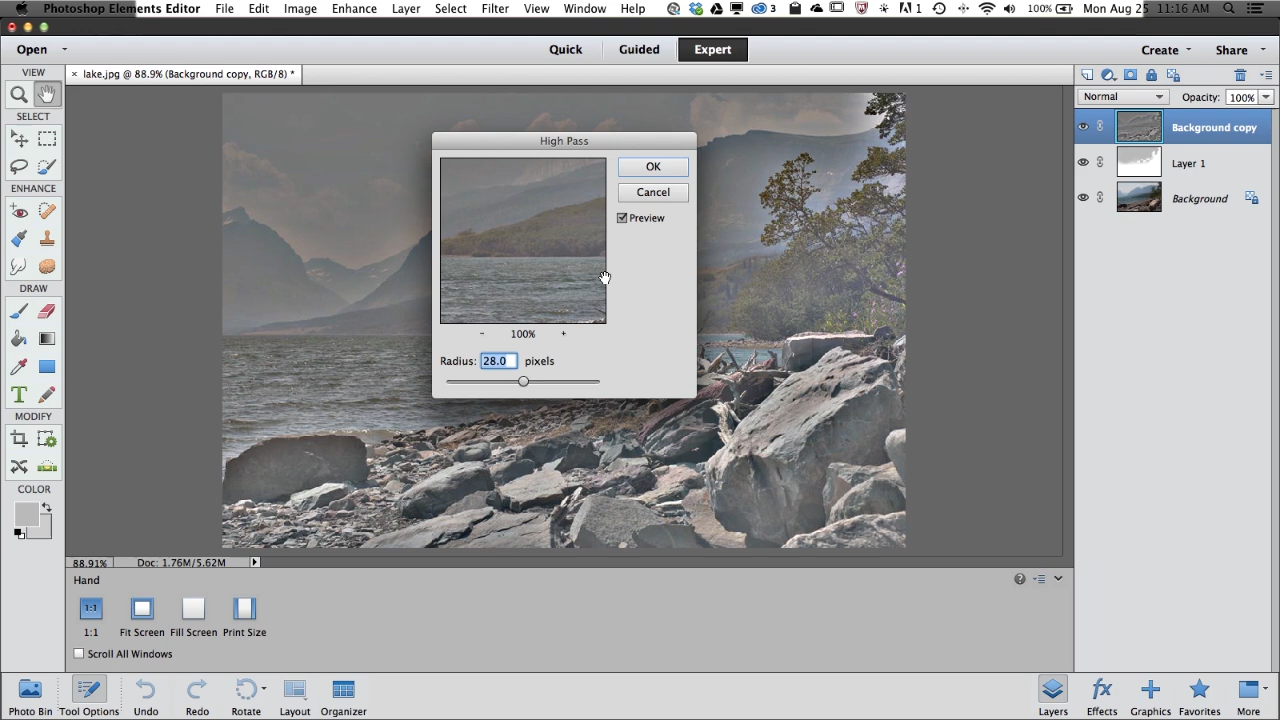 Photoshop Elements Editor File Edit Image Enhance Layer Select Filter View Window Help 3 1 100% Mon Aug 25 11:16 AM
Open Quick Guided Expert Create Share
VIEW
× lake.jpg @ 88.9% (Background copy, RGB/8) *
Normal Opacity: 100%
SELECT
Background copy
Layer 1
Background
ENHANCE
DRAW
T
MODIFY
COLOR
High Pass
OK
Cancel
Preview
- 100% +
Radius: 28.0 pixels
88.91% Doc: 1.76M/5.62M
Hand
1:1
1:1 Fit Screen Fill Screen Print Size
Scroll All Windows
fx
Photo Bin Tool Options Undo Redo Rotate Layout Organizer Layers Effects Graphics Favorites More